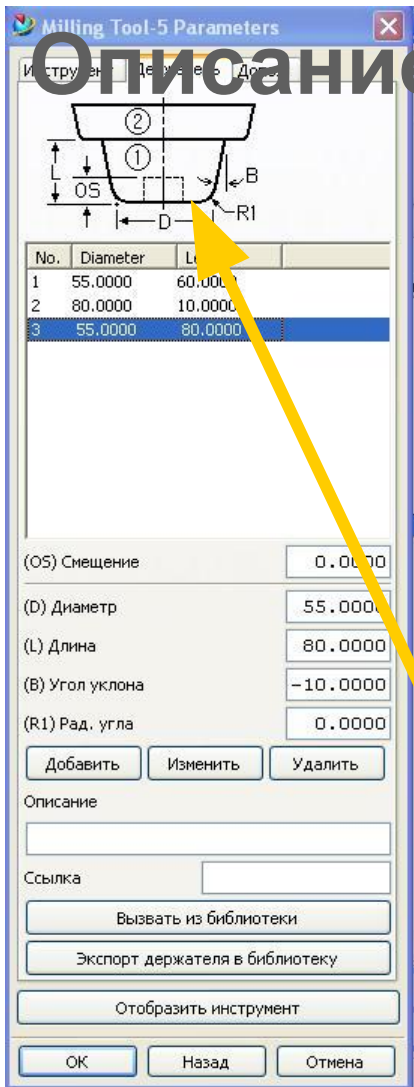 Milling Tool-5 Parameters
Описание
2
1
L
OS
B
D
R1
No. Diameter
1 55.0000 60.0000
2 80.0000 10.0000
3 55.0000 80.0000
(OS) Смещение 0.0000
(D) Диаметр 55.0000
(L) Длина 80.0000
(B) Угол уклона -10.0000
(R1) Рад. угла 0.0000
Добавить Изменить Удалить
Описание
Ссылка
Вызвать из библиотеки
Экспорт держателя в библиотеку
Отобразить инструмент
OK Назад Отмена